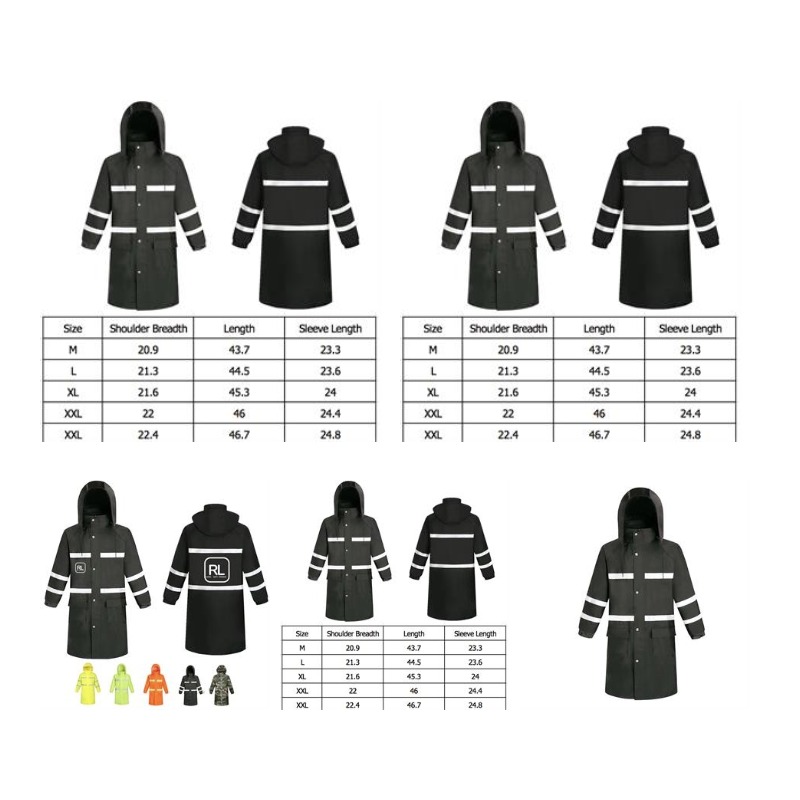 Size Shoulder Breadth Length Sleeve Length
M 20.9 43.7 23.3
L 21.3 44.5 23.6
XL 21.6 45.3 24
XXL 22 46 24.4
XXL 22.4 46.7 24.8
Size Shoulder Breadth Length Sleeve Length
M 20.9 43.7 23.3
L 21.3 44.5 23.6
XL 21.6 45.3 24
XXL 22 46 24.4
XXL 22.4 46.7 24.8
RL
RL
Size Shoulder Breadth Length Sleeve Length
M 20.9 43.7 23.3
L 21.3 44.5 23.6
XL 21.6 45.3 24
XXL 22 46 24.4
XXL 22.4 46.7 24.8